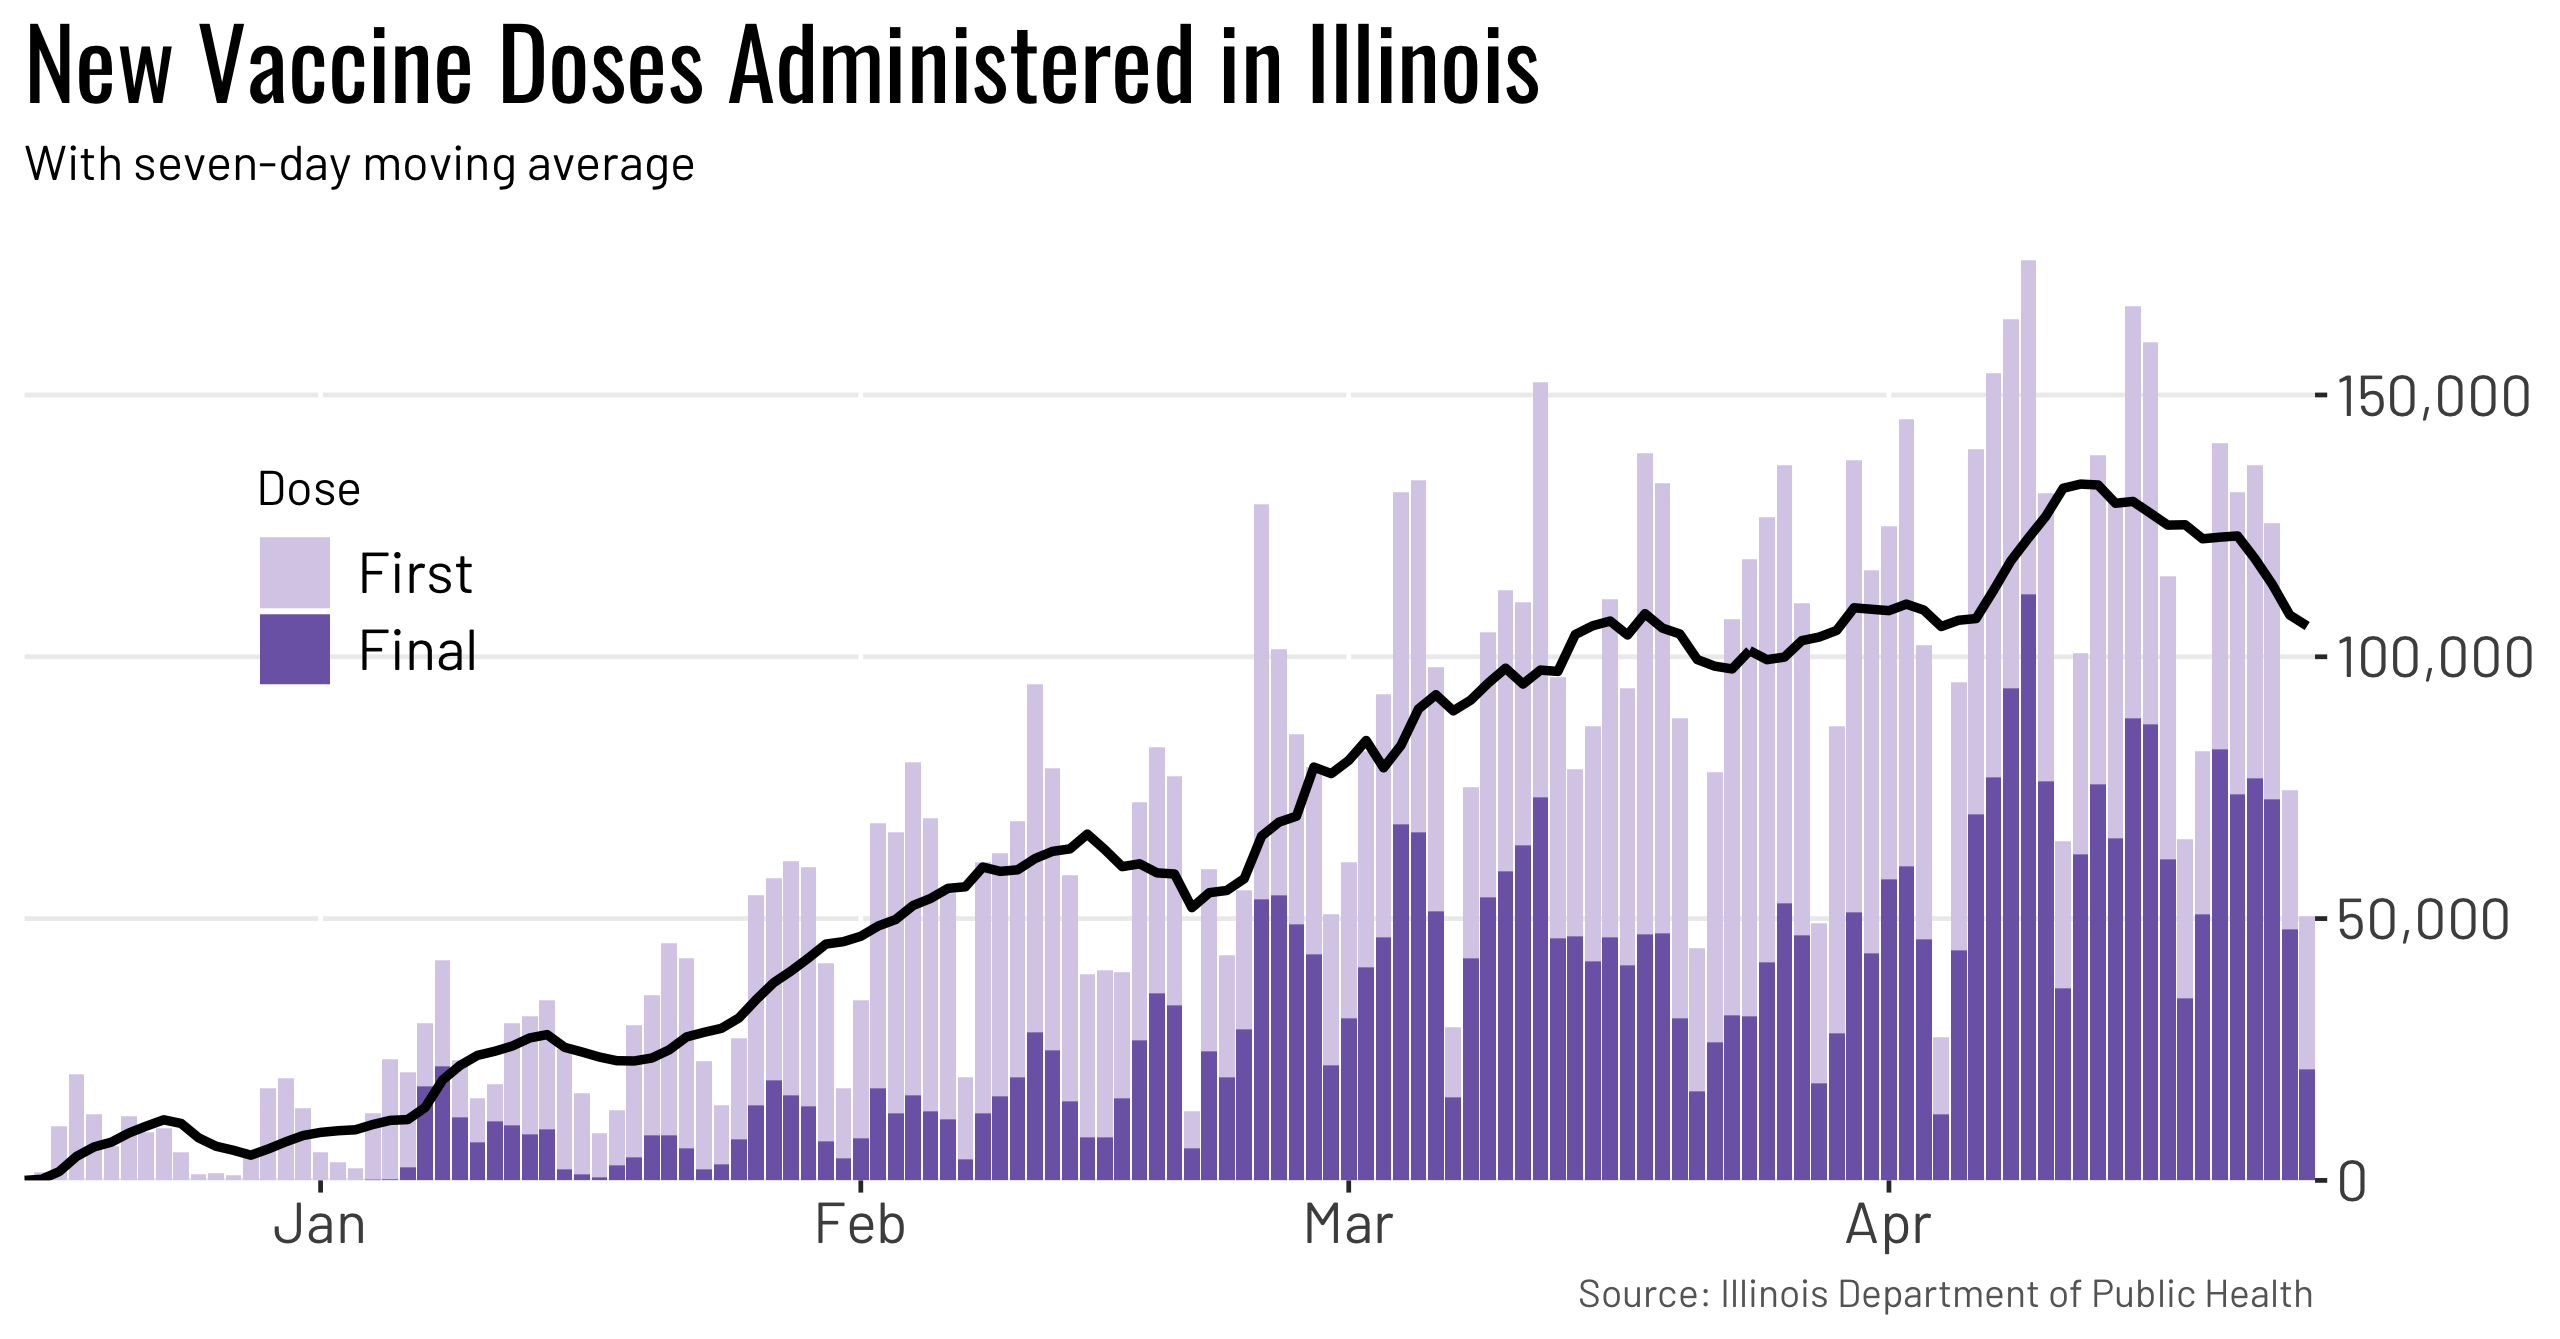 New Vaccine Doses Administered in Illinois
With seven-day moving average
150,000
Dose
First
Final
100,000
50,000
0
Jan Feb Mar Apr
Source: Illinois Department of Public Health